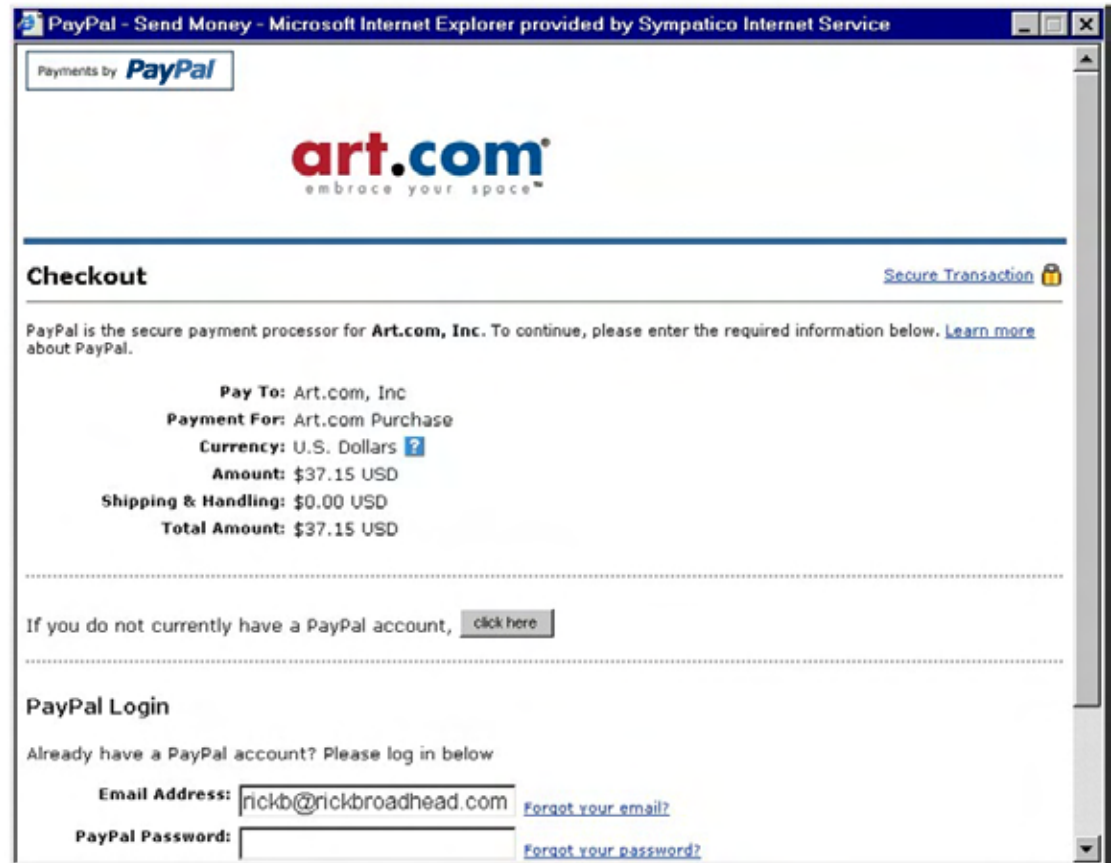 PayPal - Send Money - Microsoft Internet Explorer provided by Sympatico Internet Service
Payments by PayPal
art.com
embrace your space™
Checkout
Secure Transaction
PayPal is the secure payment processor for Art.com, Inc. To continue, please enter the required information below. Learn more
about PayPal.
Pay To: Art.com, Inc
Payment For: Art.com Purchase
Currency: U.S. Dollars ?
Amount: $37.15 USD
Shipping & Handling: $0.00 USD
Total Amount: $37.15 USD
If you do not currently have a PayPal account, click here
PayPal Login
Already have a PayPal account? Please log in below
Email Address: rickb@rickbroadhead.com Forgot your email?
PayPal Password: Forgot your password?